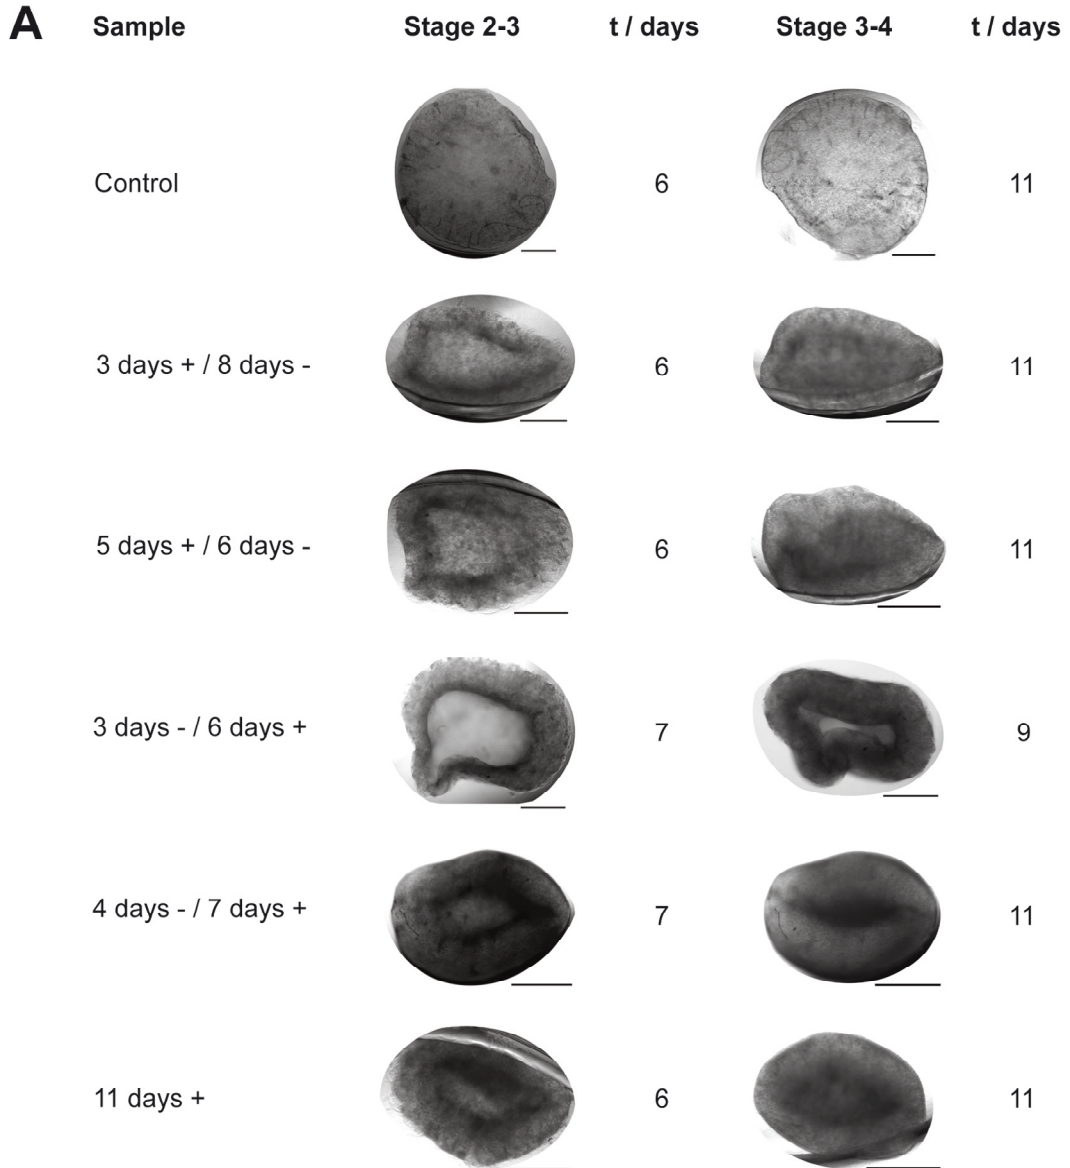 A Sample Stage 2-3 t / days Stage 3-4 t / days
Control 6 11
3 days + / 8 days - 6 11
5 days + / 6 days - 6 11
3 days - / 6 days + 7 9
4 days - / 7 days + 7 11
11 days + 6 11